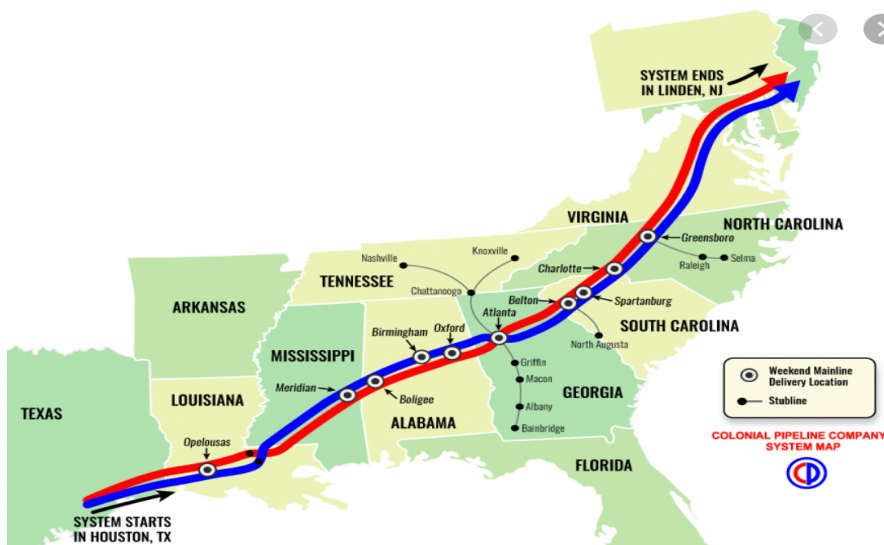 SYSTEM ENDS
IN LINDEN, NJ
VIRGINIA
NORTH CAROLINA
Greensboro
Raleigh
Selma
Nashville
Knoxville
TENNESSEE
Charlotte
Chattanooga
Belton
Spartanburg
ARKANSAS
Atlanta
SOUTH CAROLINA
Birmingham
Oxford
North Augusta
MISSISSIPPI
Griffin
Meridian
Macon
GEORGIA
LOUISIANA
Boligee
Albany
TEXAS
ALABAMA
Bainbridge
Opelousas
FLORIDA
SYSTEM STARTS
IN HOUSTON, TX
Weekend Mainline
Delivery Location
Stubline
COLONIAL PIPELINE COMPANY
SYSTEM MAP
CP